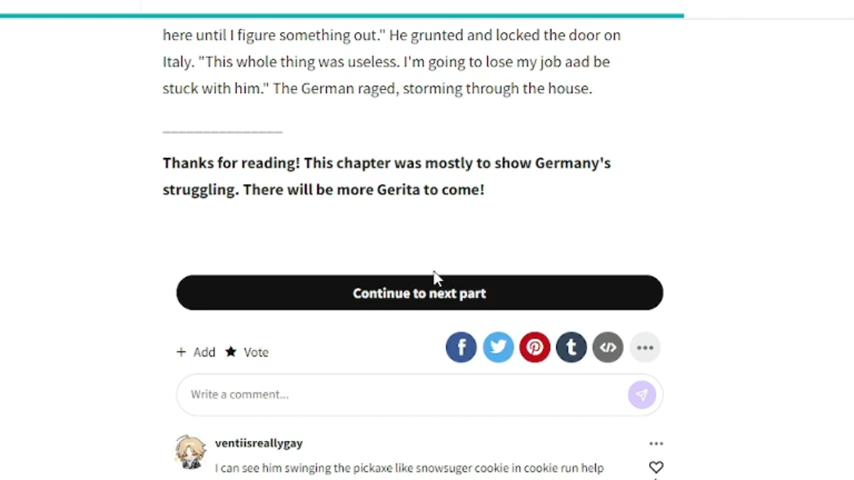 here until I figure something out." He grunted and locked the door on
Italy. "This whole thing was useless. I'm going to lose my job aad be
stuck with him." The German raged, storming through the house.
_______________
Thanks for reading! This chapter was mostly to show Germany's
struggling. There will be more Gerita to come!
Continue to next part
+ Add ★ Vote
Write a comment...
ventiisreallygay
I can see him swinging the pickaxe like snowsuger cookie in cookie run help